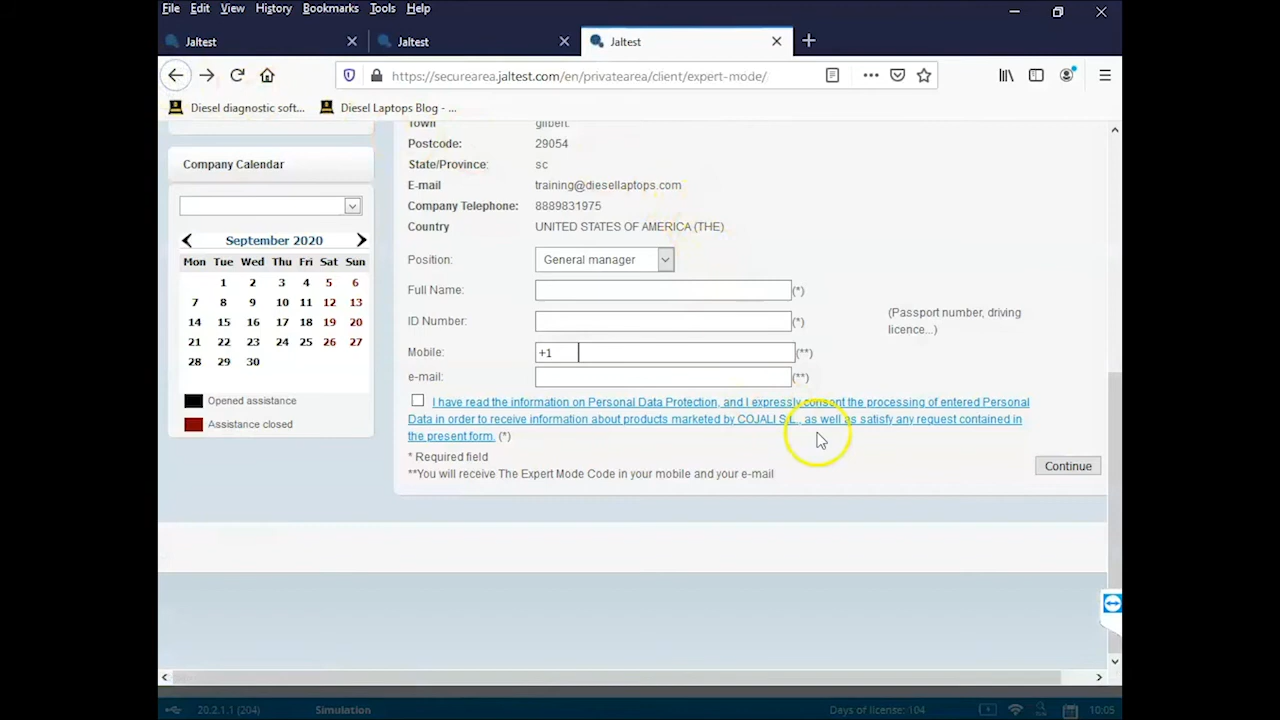 File Edit View History Bookmarks Tools Help
Jaltest
Jaltest
Jaltest
https://securearea.jaltest.com/en/privatearea/client/expert-mode/
Diesel diagnostic soft...
Diesel Laptops Blog - ...
Town gilbert
Postcode: 29054
State/Province: sc
E-mail training@diesellaptops.com
Company Telephone: 8889831975
Country UNITED STATES OF AMERICA (THE)
Position: General manager
Full Name: (*)
ID Number: (*)
(Passport number, driving
licence...)
Mobile: +1 (**)
e-mail: (**)
I have read the information on Personal Data Protection, and I expressly consent the processing of entered Personal
Data in order to receive information about products marketed by COJALI S.L., as well as satisfy any request contained in
the present form. (*)
* Required field
**You will receive The Expert Mode Code in your mobile and your e-mail
Continue
Company Calendar
September 2020
Mon Tue Wed Thu Fri Sat Sun
1 2 3 4 5 6
7 8 9 10 11 12 13
14 15 16 17 18 19 20
21 22 23 24 25 26 27
28 29 30
Opened assistance
Assistance closed
20.2.1.1 (204)
Simulation
Days of license: 104
10:05